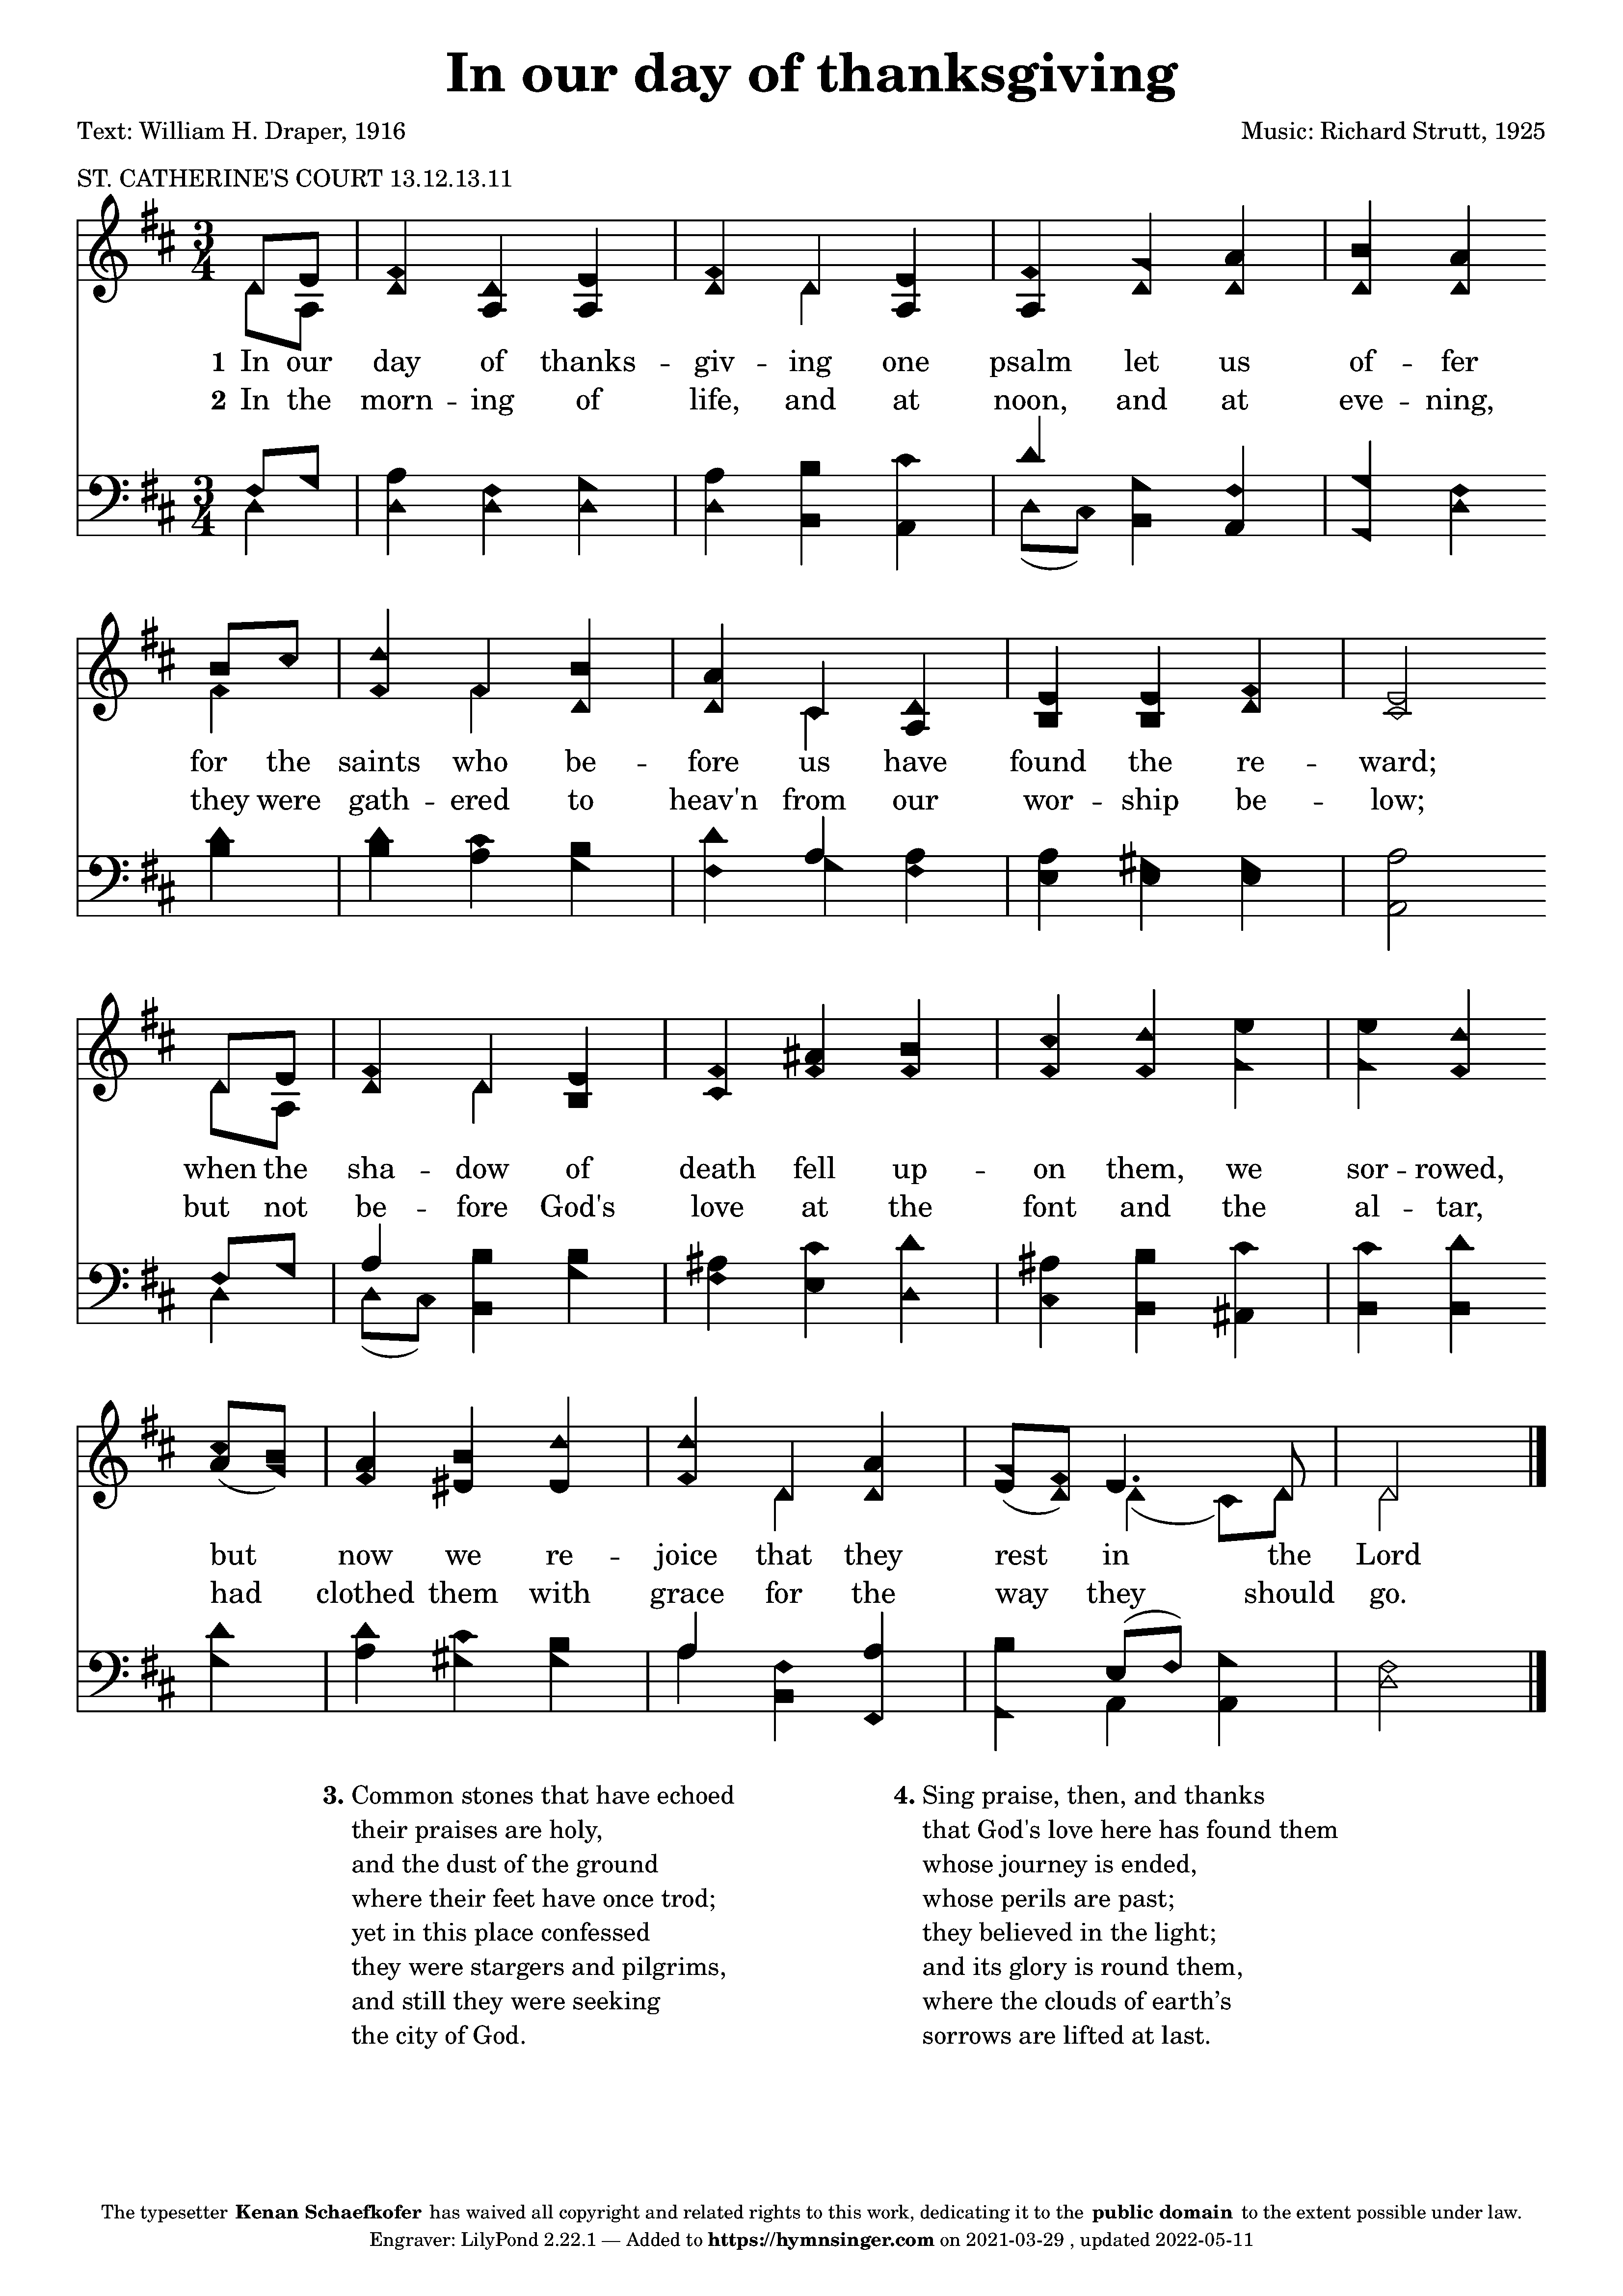 In our day of thanksgiving
Text: William H. Draper, 1916
Music: Richard Strutt, 1925
ST. CATHERINE'S COURT 13.12.13.11
1 In our day of thanks - giv - ing one psalm let us of - fer
2 In the morn - ing of life, and at noon, and at eve - ning,
for the saints who be - fore us have found the re - ward;
they were gath - ered to heav'n from our wor - ship be - low;
when the sha - dow of death fell up - on them, we sor - rowed,
but not be - fore God's love at the font and the al - tar,
but now we re - joice that they rest in the Lord
had clothed them with grace for the way they should go.
3. Common stones that have echoed
their praises are holy,
and the dust of the ground
where their feet have once trod;
yet in this place confessed
they were stargers and pilgrims,
and still they were seeking
the city of God.
4. Sing praise, then, and thanks
that God's love here has found them
whose journey is ended,
whose perils are past;
they believed in the light;
and its glory is round them,
where the clouds of earth’s
sorrows are lifted at last.
The typesetter Kenan Schaefkofer has waived all copyright and related rights to this work, dedicating it to the public domain to the extent possible under law.
Engraver: LilyPond 2.22.1 — Added to https://hymnsinger.com on 2021-03-29 , updated 2022-05-11